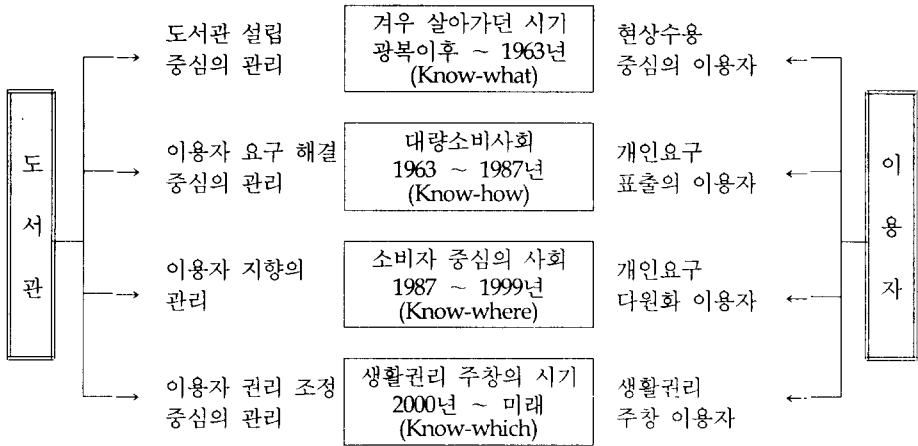 도서관
도서관 설립
중심의 관리
겨우 살아가던 시기
광복이후 ~ 1963년
(Know-what)
현상수용
중심의 이용자
이용자 요구 해결
중심의 관리
대량소비사회
1963 ~ 1987년
(Know-how)
개인요구
표출의 이용자
이용자 지향의
관리
소비자 중심의 사회
1987 ~ 1999년
(Know-where)
개인요구
다원화 이용자
이용자 권리 조정
중심의 관리
생활권리 주창의 시기
2000년 ~ 미래
(Know-which)
생활권리
주창 이용자
이용자